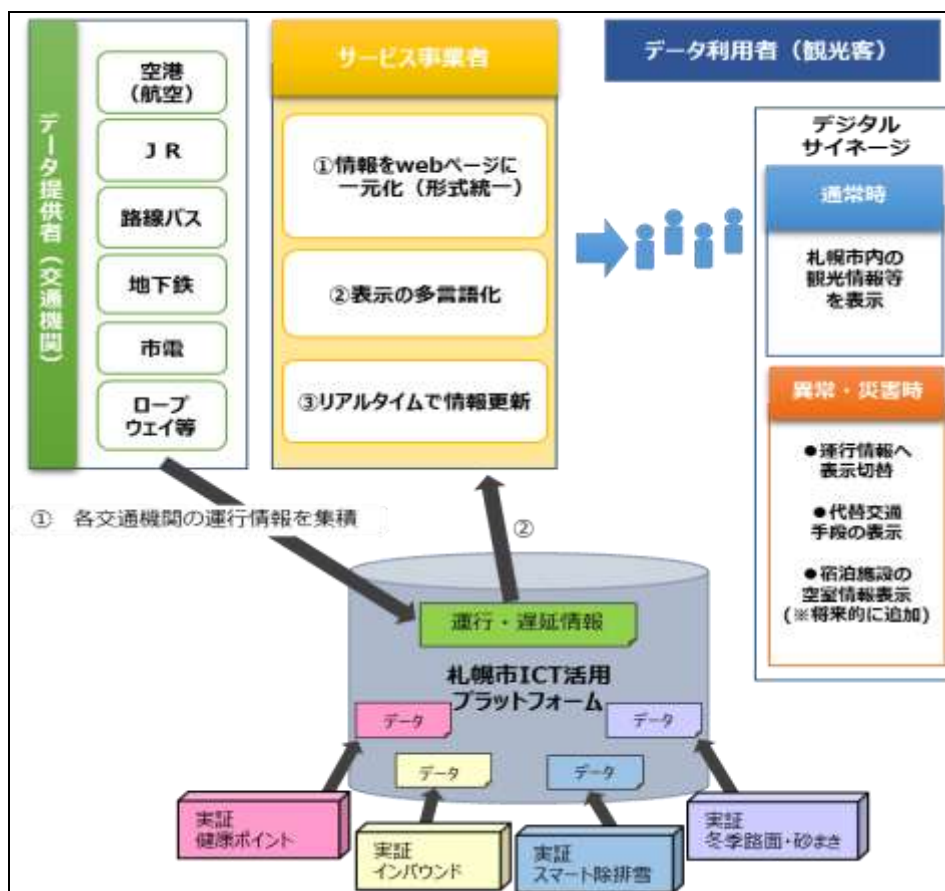 データ提供者（交通機関）
空港
（航空）
ＪＲ
路線バス
地下鉄
市電
ロープ
ウェイ等
サービス事業者
①情報をwebページに
一元化（形式統一）
②表示の多言語化
③リアルタイムで情報更新
データ利用者（観光客）
デジタル
サイネージ
通常時
札幌市内の
観光情報等
を表示
異常・災害時
●運行情報へ
表示切替
●代替交通
手段の表示
●宿泊施設の
空室情報表示
(※将来的に追加)
①　各交通機関の運行情報を集積
②
運行・遅延情報
札幌市ICT活用
プラットフォーム
データ
データ
データ
データ
実証
健康ポイント
実証
インバウンド
実証
スマート除排雪
実証
冬季路面・砂まき